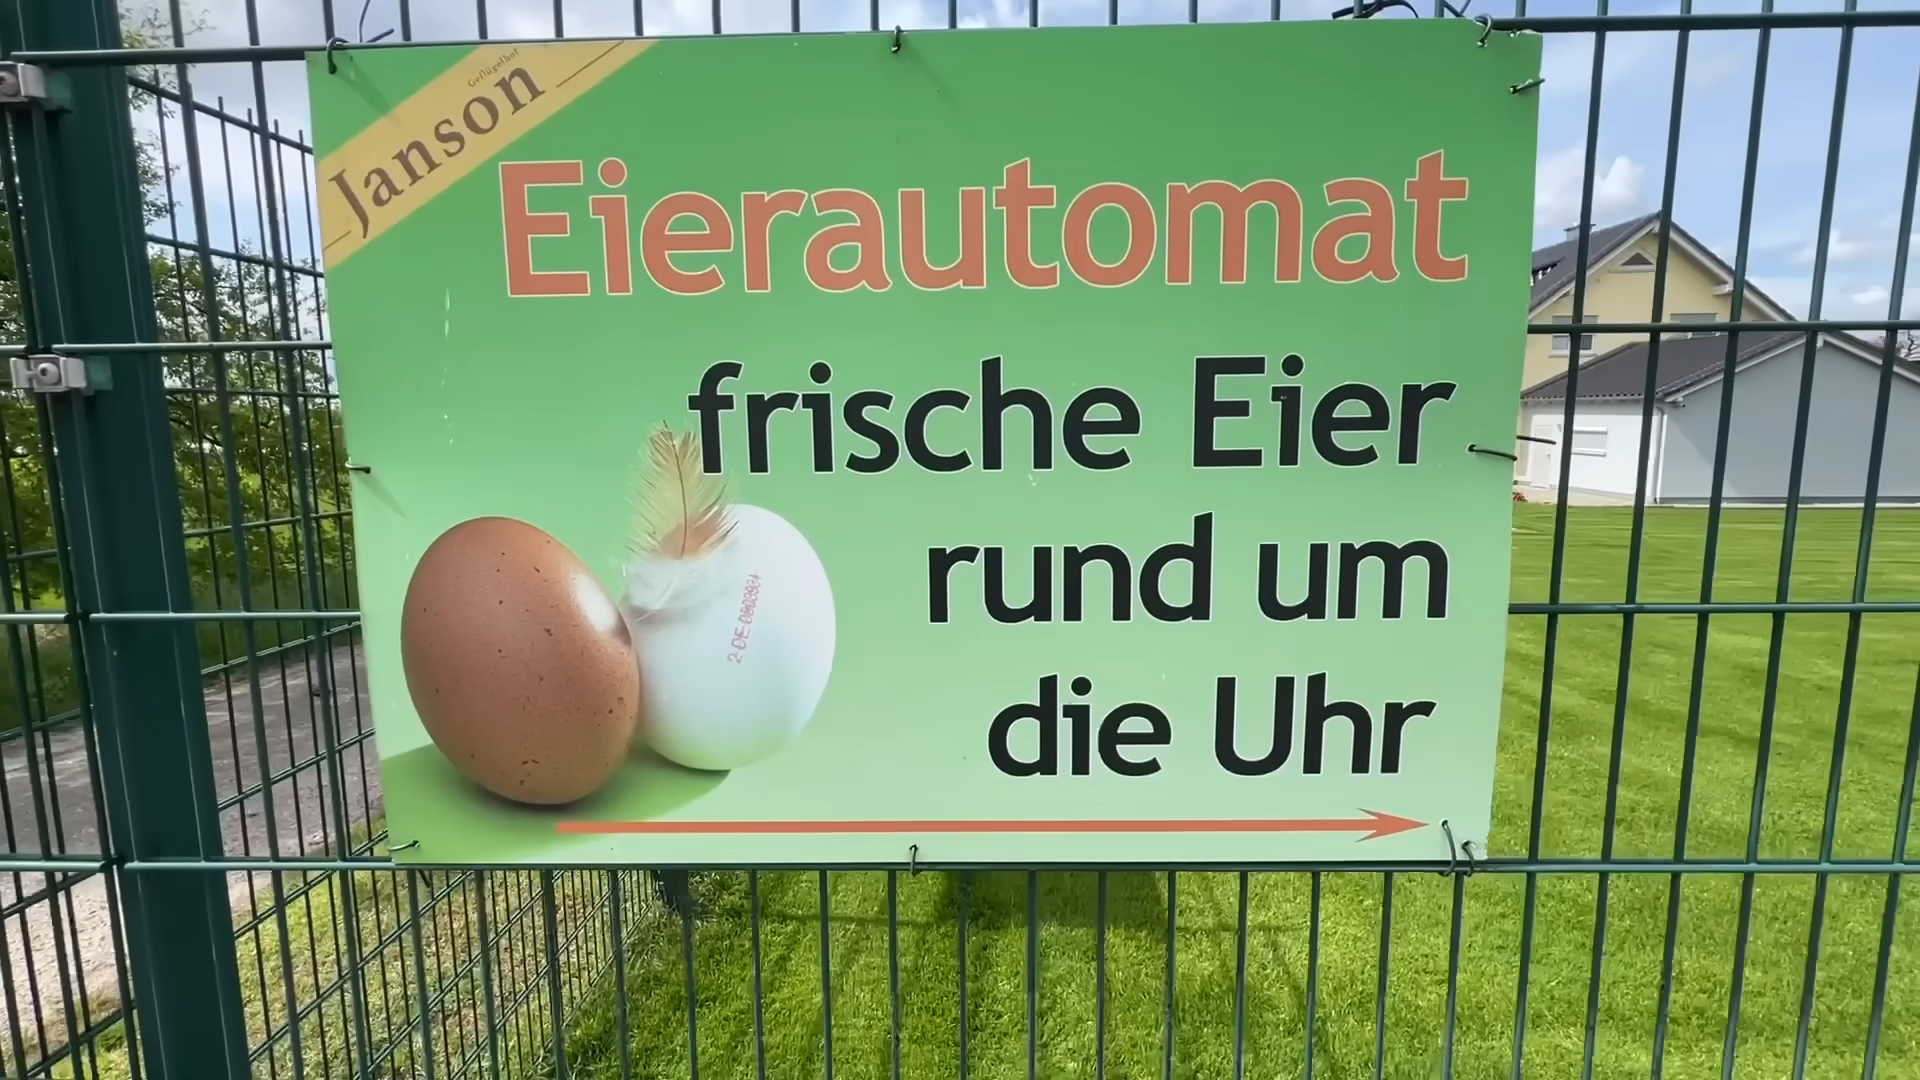 Geflügelhof
Janson
Eierautomat
frische Eier
rund um
die Uhr